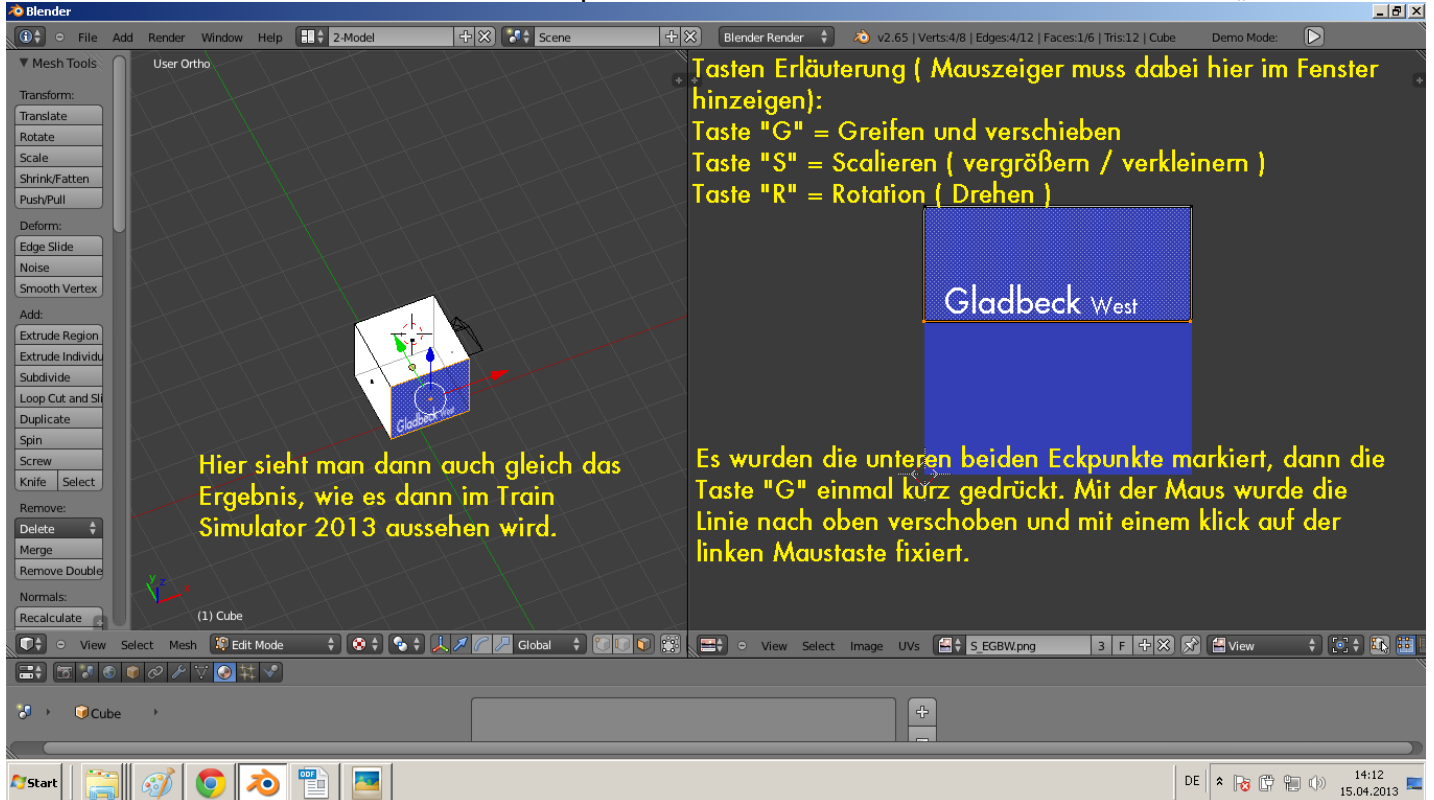 Blender
File Add Render Window Help 2-Model Scene Blender Render v2.65 | Verts:4/8 | Edges:4/12 | Faces:1/6 | Tris:12 | Cube Demo Mode:
Mesh Tools
Transform:
Translate
Rotate
Scale
Shrink/Fatten
Push/Pull
Deform:
Edge Slide
Noise
Smooth Vertex
Add:
Extrude Region
Extrude Individu
Subdivide
Loop Cut and Sli
Duplicate
Spin
Screw
Knife Select
Remove:
Delete
Merge
Remove Double
Normals:
Recalculate
User Ortho
Gladbeck West
Hier sieht man dann auch gleich das
Ergebnis, wie es dann im Train
Simulator 2013 aussehen wird.
y z x
(1) Cube
Tasten Erläuterung ( Mauszeiger muss dabei hier im Fenster
hinzeigen):
Taste "G" = Greifen und verschieben
Taste "S" = Scalieren ( vergrößern / verkleinern )
Taste "R" = Rotation ( Drehen )
Gladbeck West
Es wurden die unteren beiden Eckpunkte markiert, dann die
Taste "G" einmal kurz gedrückt. Mit der Maus wurde die
Linie nach oben verschoben und mit einem klick auf der
linken Maustaste fixiert.
View Select Mesh Edit Mode Global
View Select Image UVs S_EGBW.png 3 F View
Cube
Start
ODF
DE
14:12
15.04.2013